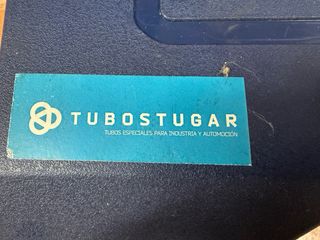 TUBOSTUGAR
TUBOS ESPECIALES PARA INDUSTRIA Y AUTOMOCIÓN